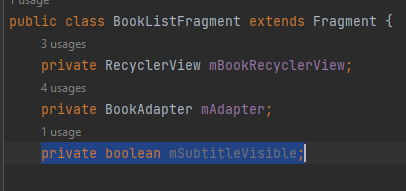 1 usage
public class BookListFragment extends Fragment {
3 usages
private RecyclerView mBookRecyclerView;
4 usages
private BookAdapter mAdapter;
1 usage
private boolean mSubtitleVisible;